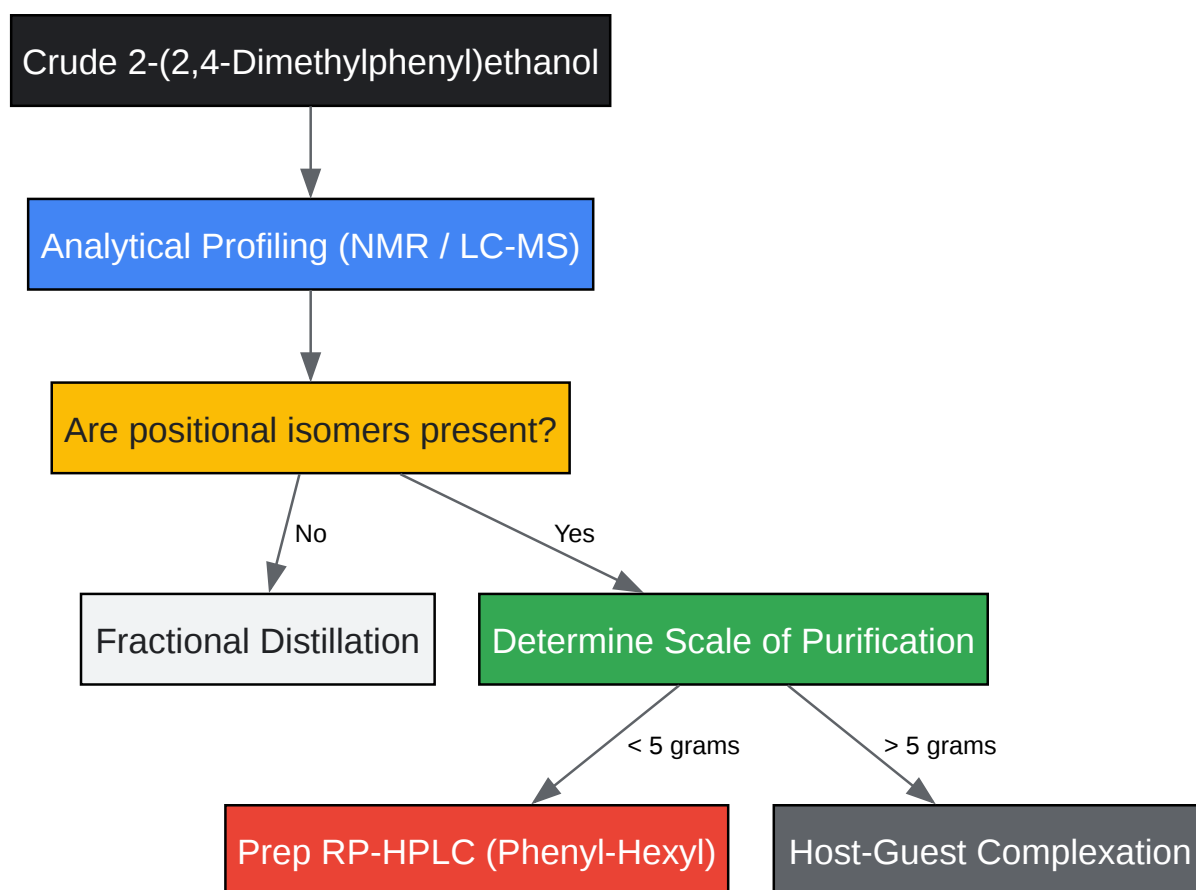 Crude 2-(2,4-Dimethylphenyl)ethanol
Analytical Profiling (NMR / LC-MS)
Are positional isomers present?
No
Yes
Fractional Distillation
Determine Scale of Purification
< 5 grams
> 5 grams
Prep RP-HPLC (Phenyl-Hexyl)
Host-Guest Complexation